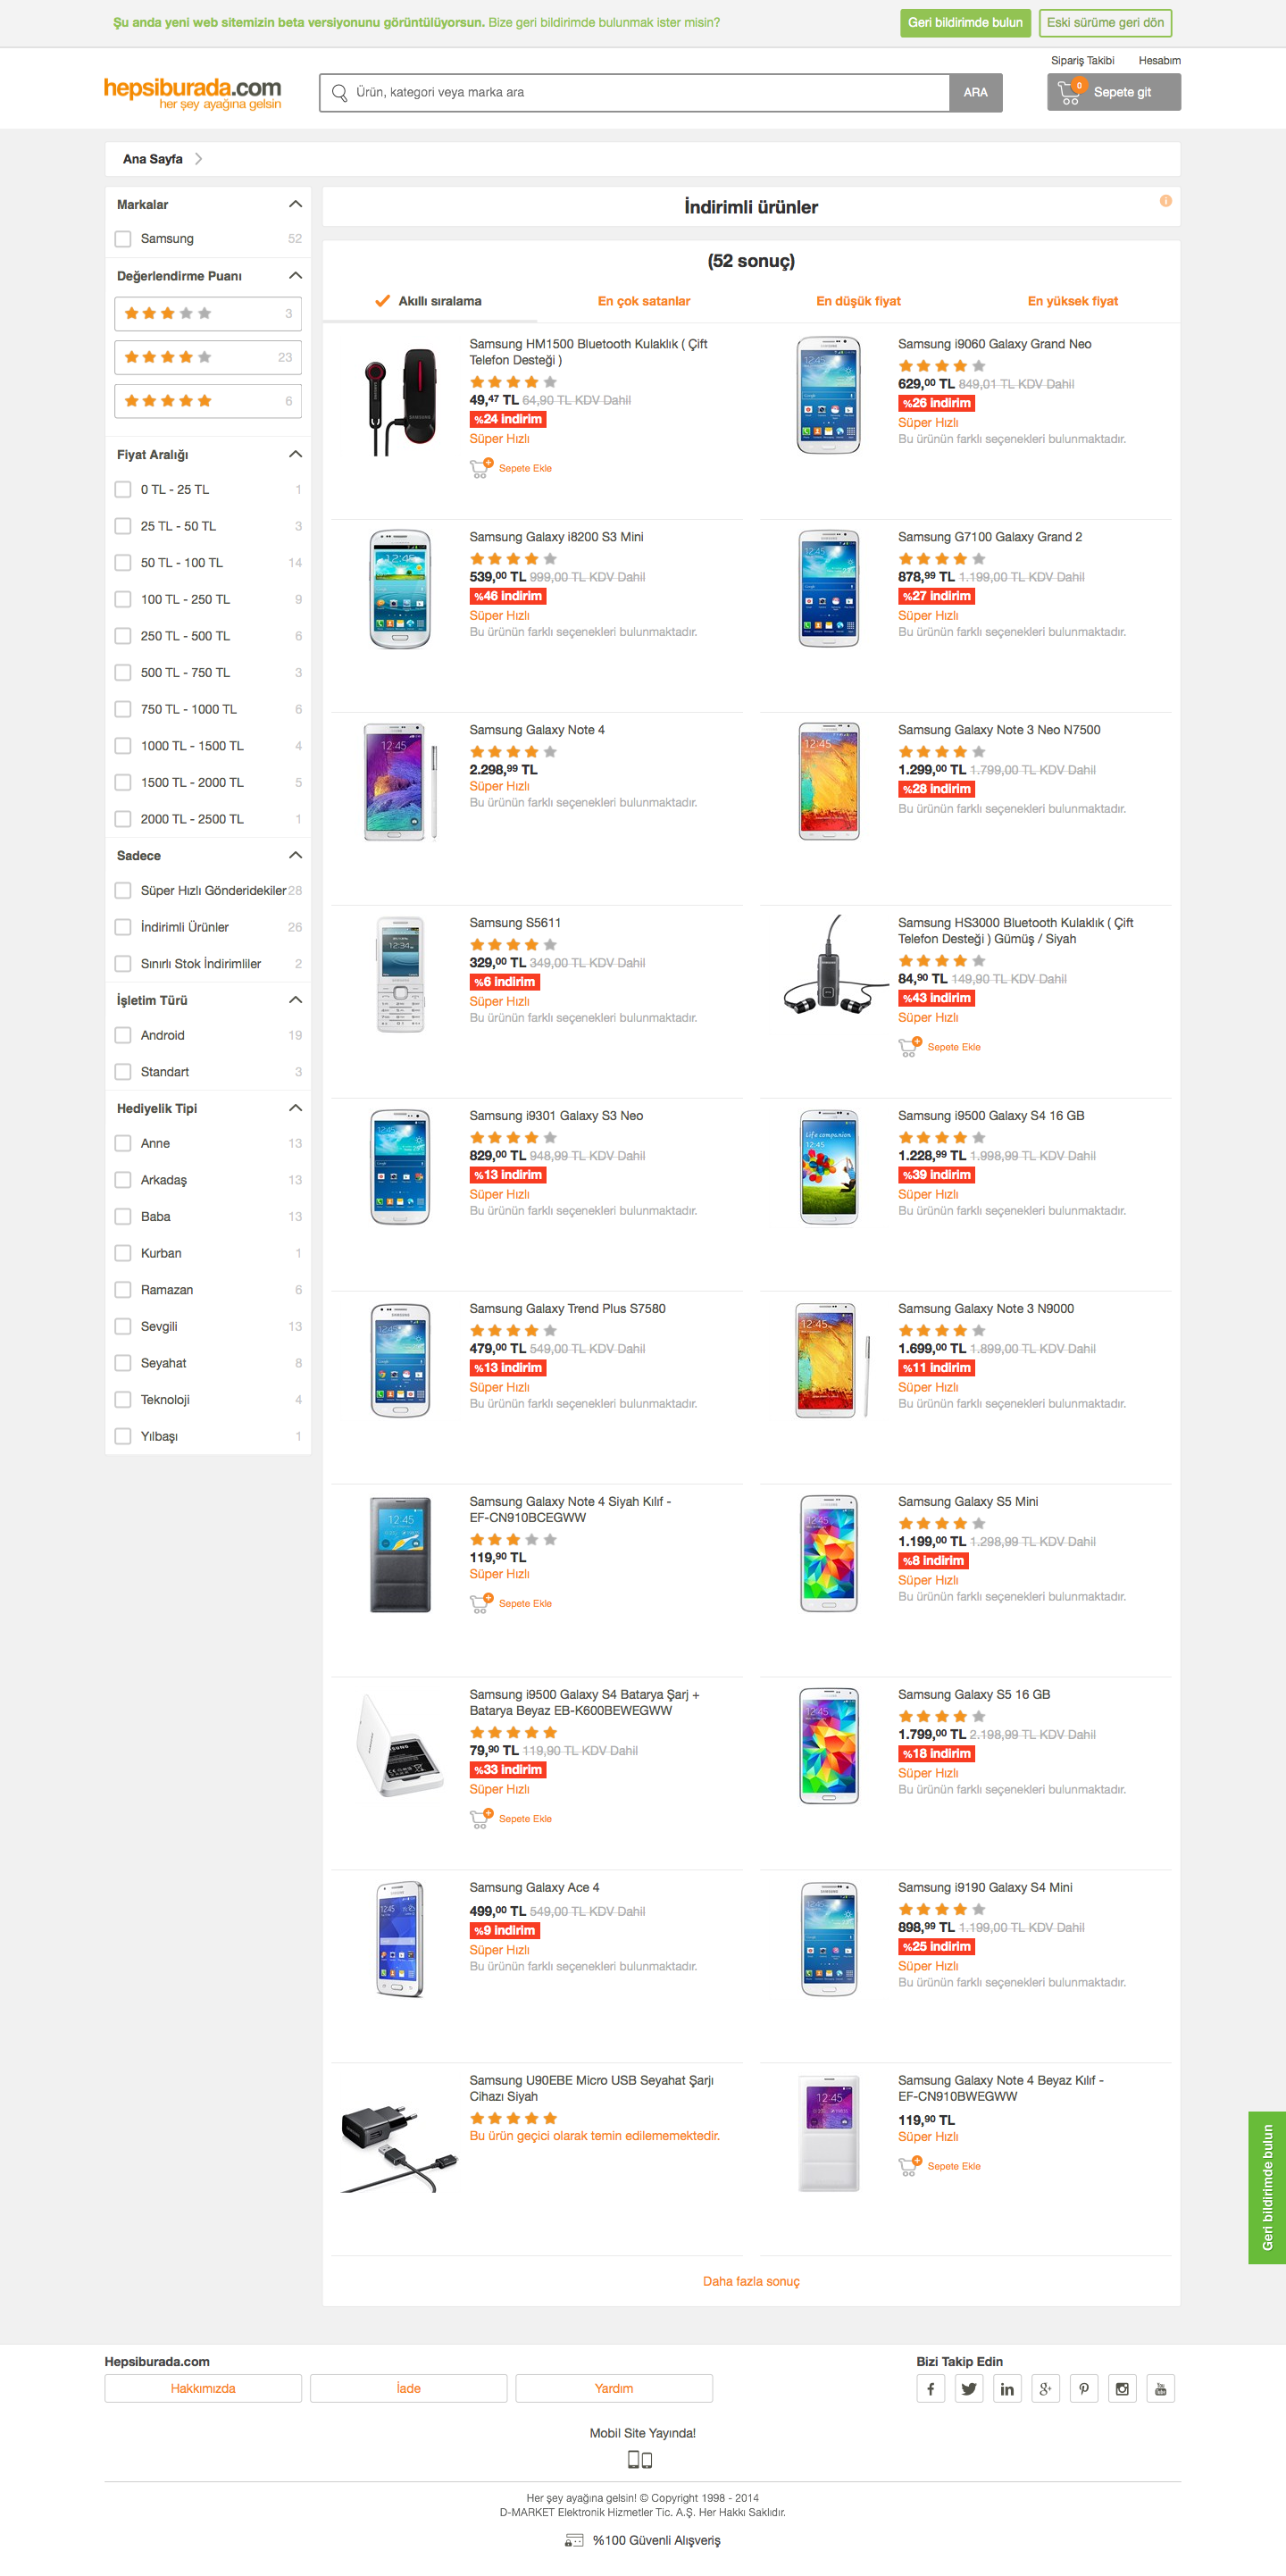 Şu anda yeni web sitemizin beta versiyonunu görüntülüyorsun. Bize geri bildirimde bulunmak ister misin?
Geri bildirimde bulun
Eski sürüme geri dön
Sipariş Takibi
Hesabım
hepsiburada.com
her şey ayağına gelsin
Ürün, kategori veya marka ara
ARA
0
Sepete git
Ana Sayfa
Markalar
Samsung 52
Değerlendirme Puanı
3
23
6
Fiyat Aralığı
0 TL - 25 TL 1
25 TL - 50 TL 3
50 TL - 100 TL 14
100 TL - 250 TL 9
250 TL - 500 TL 6
500 TL - 750 TL 3
750 TL - 1000 TL 6
1000 TL - 1500 TL 4
1500 TL - 2000 TL 5
2000 TL - 2500 TL 1
Sadece
Süper Hızlı Gönderidekiler 28
İndirimli Ürünler 26
Sınırlı Stok İndirimliler 2
İşletim Türü
Android 19
Standart 3
Hediyelik Tipi
Anne 13
Arkadaş 13
Baba 13
Kurban 1
Ramazan 6
Sevgili 13
Seyahat 8
Teknoloji 4
Yılbaşı 1
İndirimli ürünler
(52 sonuç)
Akıllı sıralama
En çok satanlar
En düşük fiyat
En yüksek fiyat
Samsung HM1500 Bluetooth Kulaklık ( Çift
Telefon Desteği )
49,47 TL 64,90 TL KDV Dahil
%24 indirim
Süper Hızlı
Sepete Ekle
Samsung i9060 Galaxy Grand Neo
629,00 TL 849,01 TL KDV Dahil
%26 indirim
Süper Hızlı
Bu ürünün farklı seçenekleri bulunmaktadır.
Samsung Galaxy i8200 S3 Mini
539,00 TL 999,00 TL KDV Dahil
%46 indirim
Süper Hızlı
Bu ürünün farklı seçenekleri bulunmaktadır.
Samsung G7100 Galaxy Grand 2
878,99 TL 1.199,00 TL KDV Dahil
%27 indirim
Süper Hızlı
Bu ürünün farklı seçenekleri bulunmaktadır.
Samsung Galaxy Note 4
2.298,99 TL
Süper Hızlı
Bu ürünün farklı seçenekleri bulunmaktadır.
Samsung Galaxy Note 3 Neo N7500
1.299,00 TL 1.799,00 TL KDV Dahil
%28 indirim
Bu ürünün farklı seçenekleri bulunmaktadır.
Samsung S5611
329,00 TL 349,00 TL KDV Dahil
%6 indirim
Süper Hızlı
Bu ürünün farklı seçenekleri bulunmaktadır.
Samsung HS3000 Bluetooth Kulaklık ( Çift
Telefon Desteği ) Gümüş / Siyah
84,90 TL 149,90 TL KDV Dahil
%43 indirim
Süper Hızlı
Sepete Ekle
Samsung i9301 Galaxy S3 Neo
829,00 TL 948,99 TL KDV Dahil
%13 indirim
Süper Hızlı
Bu ürünün farklı seçenekleri bulunmaktadır.
Samsung i9500 Galaxy S4 16 GB
1.228,99 TL 1.998,99 TL KDV Dahil
%39 indirim
Süper Hızlı
Bu ürünün farklı seçenekleri bulunmaktadır.
Samsung Galaxy Trend Plus S7580
479,00 TL 549,00 TL KDV Dahil
%13 indirim
Süper Hızlı
Bu ürünün farklı seçenekleri bulunmaktadır.
Samsung Galaxy Note 3 N9000
1.699,00 TL 1.899,00 TL KDV Dahil
%11 indirim
Süper Hızlı
Bu ürünün farklı seçenekleri bulunmaktadır.
Samsung Galaxy Note 4 Siyah Kılıf -
EF-CN910BCEGWW
119,90 TL
Süper Hızlı
Sepete Ekle
Samsung Galaxy S5 Mini
1.199,00 TL 1.298,99 TL KDV Dahil
%8 indirim
Süper Hızlı
Bu ürünün farklı seçenekleri bulunmaktadır.
Samsung i9500 Galaxy S4 Batarya Şarj +
Batarya Beyaz EB-K600BEWEGWW
79,90 TL 119,90 TL KDV Dahil
%33 indirim
Süper Hızlı
Sepete Ekle
Samsung Galaxy S5 16 GB
1.799,00 TL 2.198,99 TL KDV Dahil
%18 indirim
Süper Hızlı
Bu ürünün farklı seçenekleri bulunmaktadır.
Samsung Galaxy Ace 4
499,00 TL 549,00 TL KDV Dahil
%9 indirim
Süper Hızlı
Bu ürünün farklı seçenekleri bulunmaktadır.
Samsung i9190 Galaxy S4 Mini
898,99 TL 1.199,00 TL KDV Dahil
%25 indirim
Süper Hızlı
Bu ürünün farklı seçenekleri bulunmaktadır.
Samsung U90EBE Micro USB Seyahat Şarjı
Cihazı Siyah
Bu ürün geçici olarak temin edilememektedir.
Samsung Galaxy Note 4 Beyaz Kılıf -
EF-CN910BWEGWW
119,90 TL
Süper Hızlı
Sepete Ekle
Geri bildirimde bulun
Daha fazla sonuç
Hepsiburada.com
Hakkımızda
İade
Yardım
Bizi Takip Edin
Mobil Site Yayında!
Her şey ayağına gelsin! © Copyright 1998 - 2014
D-MARKET Elektronik Hizmetler Tic. A.Ş. Her Hakkı Saklıdır.
%100 Güvenli Alışveriş